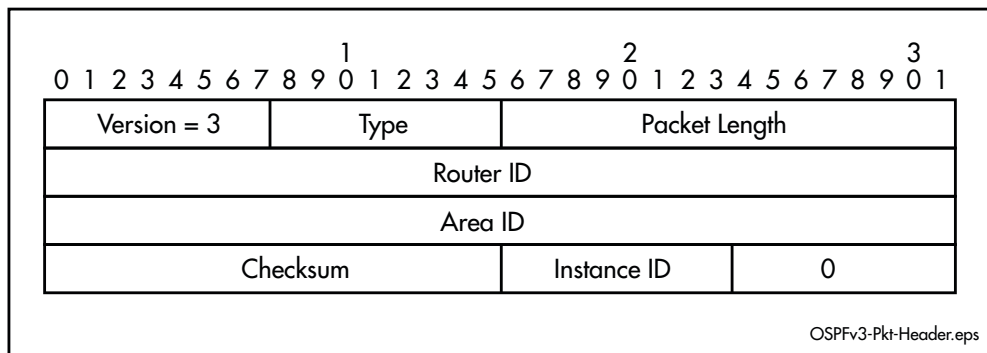 1 2 3
0 1 2 3 4 5 6 7 8 9 0 1 2 3 4 5 6 7 8 9 0 1 2 3 4 5 6 7 8 9 0 1
Version = 3 Type Packet Length
Router ID
Area ID
Checksum Instance ID 0
OSPFv3-Pkt-Header.eps